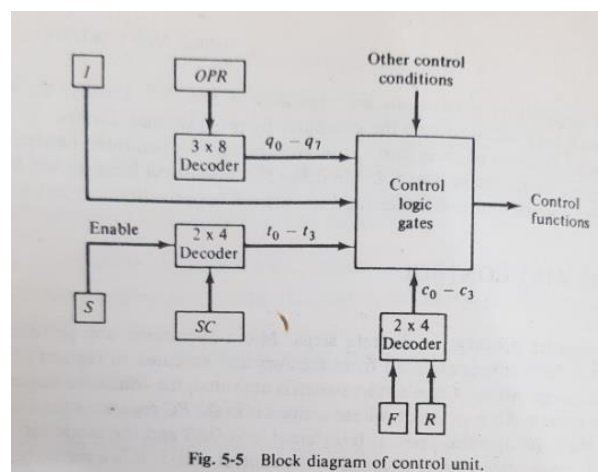 I
OPR
Other control
conditions
3 x 8
Decoder
q0 – q7
Control
logic
gates
Control
functions
Enable
2 x 4
Decoder
t0 – t3
S
SC
c0 – c3
2 x 4
Decoder
F
R
Fig. 5-5 Block diagram of control unit.